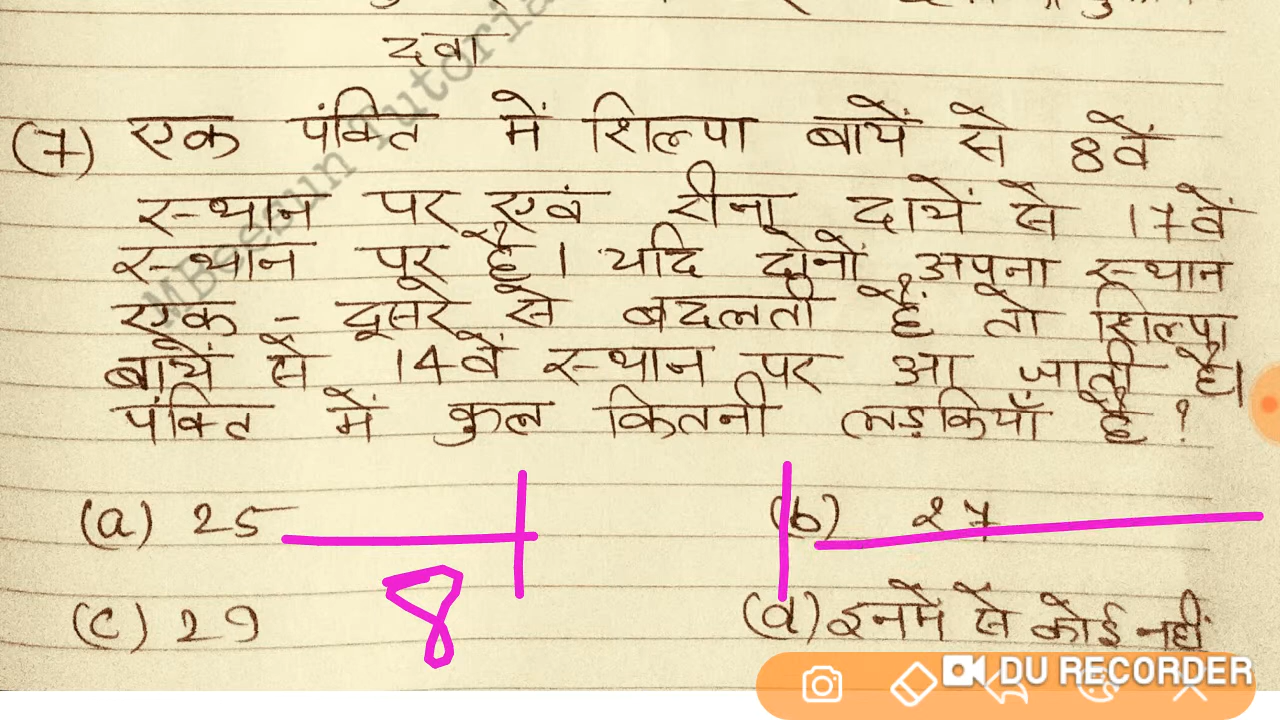 दवा
(7) एक पंक्ति में शिल्पा बायें से 8वें
स्थान पर एवं रीना दायें से 17वें
स्थान पर है। यदि दोनों अपना स्थान
एक - दूसरे से बदलती हैं तो शिल्पा
बायें से 14वें स्थान पर आ जाती है।
पंक्ति में कुल कितनी लड़कियाँ हैं ?
(a) 25 (b) 27
8
(c) 29 (d) इनमें से कोई नहीं
DU RECORDER